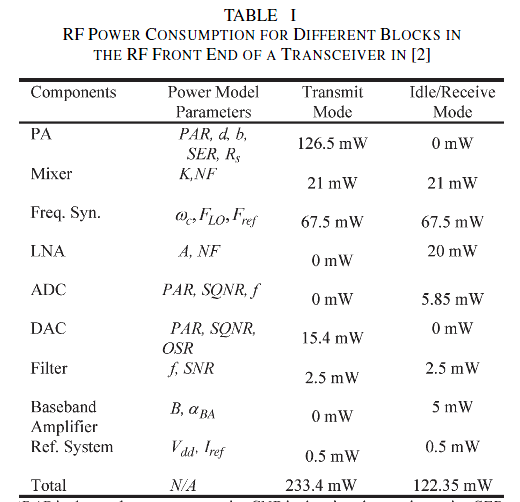 TABLE I
RF POWER CONSUMPTION FOR DIFFERENT BLOCKS IN
THE RF FRONT END OF A TRANSCEIVER IN [2]
Components Power Model Parameters Transmit Mode Idle/Receive Mode
PA PAR, d, b, SER, Rs 126.5 mW 0 mW
Mixer K,NF 21 mW 21 mW
Freq. Syn. ωc, FLO, Fref 67.5 mW 67.5 mW
LNA A, NF 0 mW 20 mW
ADC PAR, SQNR, f 0 mW 5.85 mW
DAC PAR, SQNR, OSR 15.4 mW 0 mW
Filter f, SNR 2.5 mW 2.5 mW
Baseband Amplifier B, αBA 0 mW 5 mW
Ref. System Vdd, Iref 0.5 mW 0.5 mW
Total N/A 233.4 mW 122.35 mW